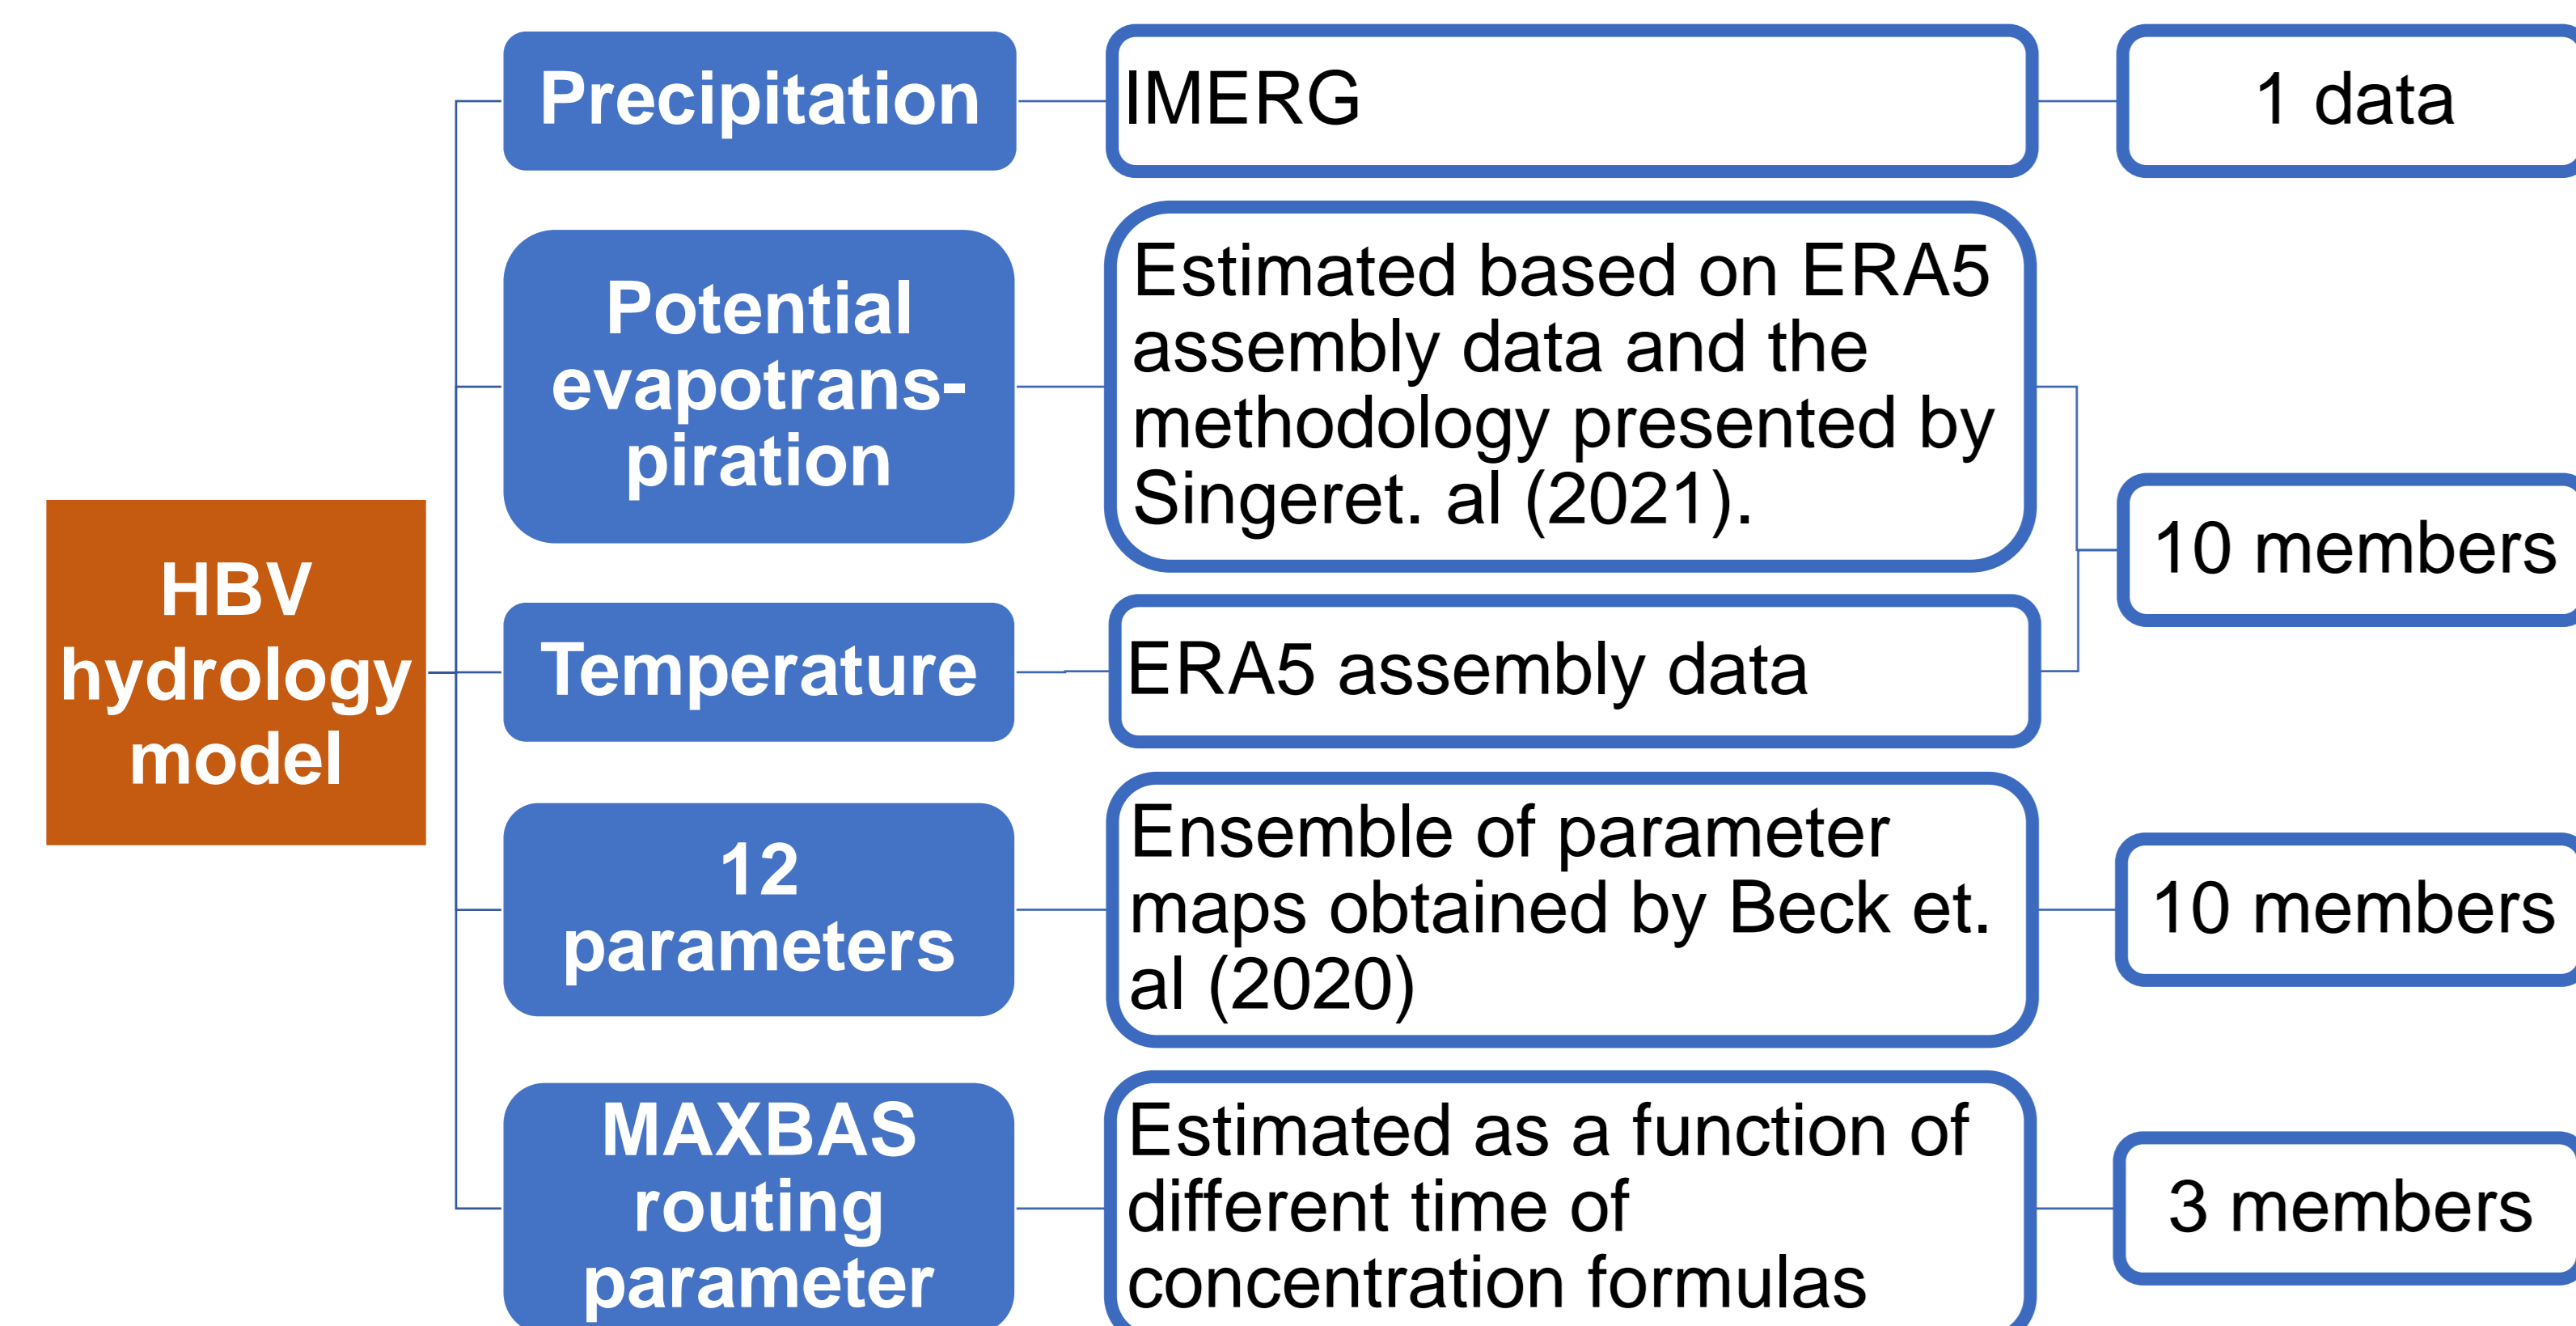 HBV
hydrology
model
Precipitation
IMERG
1 data
Potential
evapotrans-
piration
Estimated based on ERA5
assembly data and the
methodology presented by
Singeret. al (2021).
Temperature
ERA5 assembly data
10 members
12
parameters
Ensemble of parameter
maps obtained by Beck et.
al (2020)
10 members
MAXBAS
routing
parameter
Estimated as a function of
different time of
concentration formulas
3 members